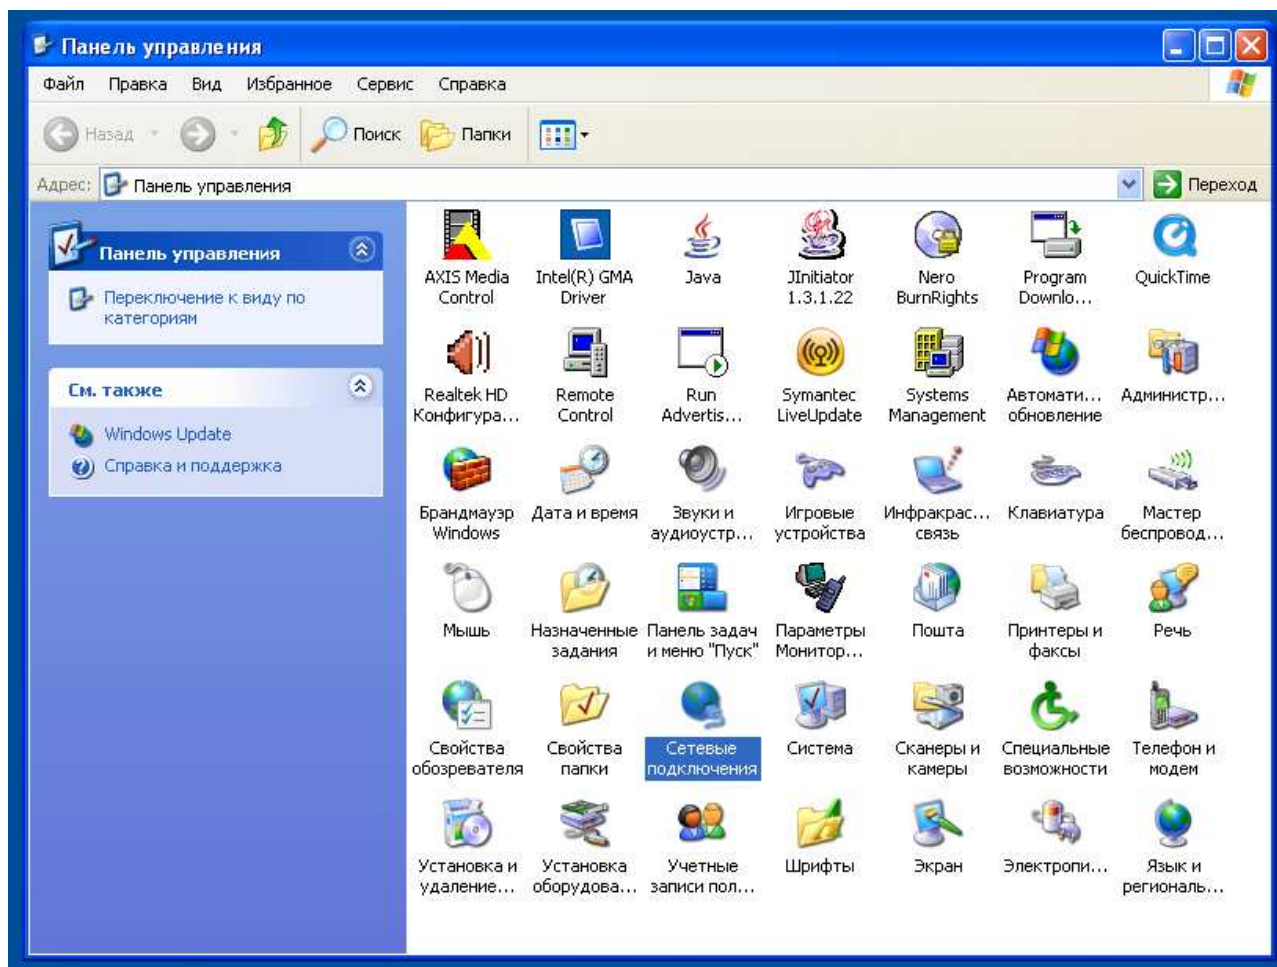 Панель управления
Файл Правка Вид Избранное Сервис Справка
Назад Поиск Папки
Адрес: Панель управления Переход
Панель управления
Переключение к виду по
категориям
См. также
Windows Update
Справка и поддержка
AXIS Media
Control
Intel(R) GMA
Driver
Java
JInitiator
1.3.1.22
Nero
BurnRights
Program
Downlo...
QuickTime
Realtek HD
Конфигура...
Remote
Control
Run
Advertis...
Symantec
LiveUpdate
Systems
Management
Автомати...
обновление
Администр...
Брандмауэр
Windows
Дата и время
Звуки и
аудиоустр...
Игровые
устройства
Инфракрас...
связь
Клавиатура
Мастер
беспровод...
Мышь
Назначенные
задания
Панель задач
и меню "Пуск"
Параметры
Монитор...
Почта
Принтеры и
факсы
Речь
Свойства
обозревателя
Свойства
папки
Сетевые
подключения
Система
Сканеры и
камеры
Специальные
возможности
Телефон и
модем
Установка и
удаление...
Установка
оборудова...
Учетные
записи пол...
Шрифты
Экран
Электропи...
Язык и
региональ...